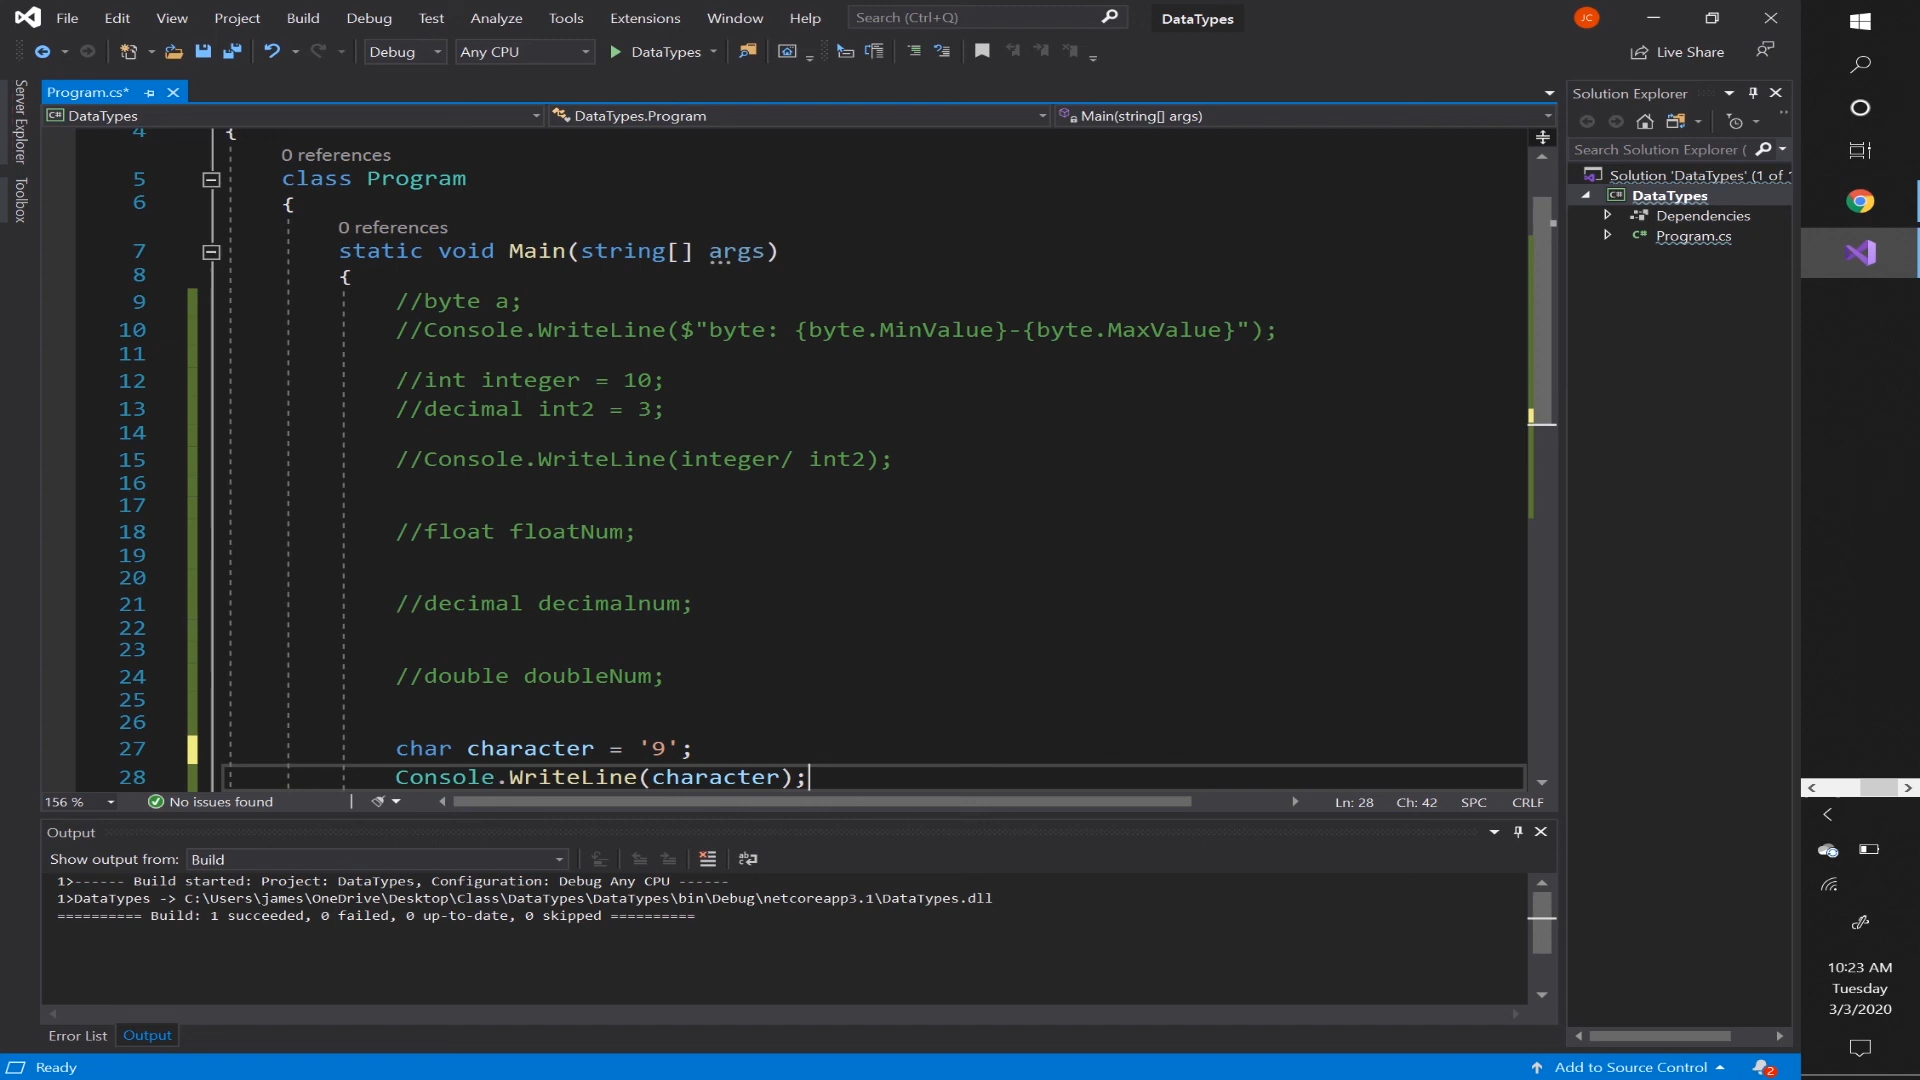 File Edit View Project Build Debug Test Analyze Tools Extensions Window Help Search (Ctrl+Q) DataTypes JC
Debug Any CPU DataTypes Live Share
Server Explorer
Toolbox
Program.cs*
DataTypes DataTypes.Program Main(string[] args)
4 {
0 references
5 class Program
6 {
0 references
7 static void Main(string[] args)
8 {
9 //byte a;
10 //Console.WriteLine($"byte: {byte.MinValue}-{byte.MaxValue}");
11
12 //int integer = 10;
13 //decimal int2 = 3;
14
15 //Console.WriteLine(integer/ int2);
16
17
18 //float floatNum;
19
20
21 //decimal decimalnum;
22
23
24 //double doubleNum;
25
26
27 char character = '9';
28 Console.WriteLine(character);
156 % No issues found Ln: 28 Ch: 42 SPC CRLF
Output
Show output from: Build
1>------ Build started: Project: DataTypes, Configuration: Debug Any CPU ------
1>DataTypes -> C:\Users\james\OneDrive\Desktop\Class\DataTypes\DataTypes\bin\Debug\netcoreapp3.1\DataTypes.dll
========== Build: 1 succeeded, 0 failed, 0 up-to-date, 0 skipped ==========
Error List Output
Ready Add to Source Control 2
Solution Explorer
Search Solution Explorer (
Solution 'DataTypes' (1 of
DataTypes
Dependencies
C# Program.cs
10:23 AM
Tuesday
3/3/2020